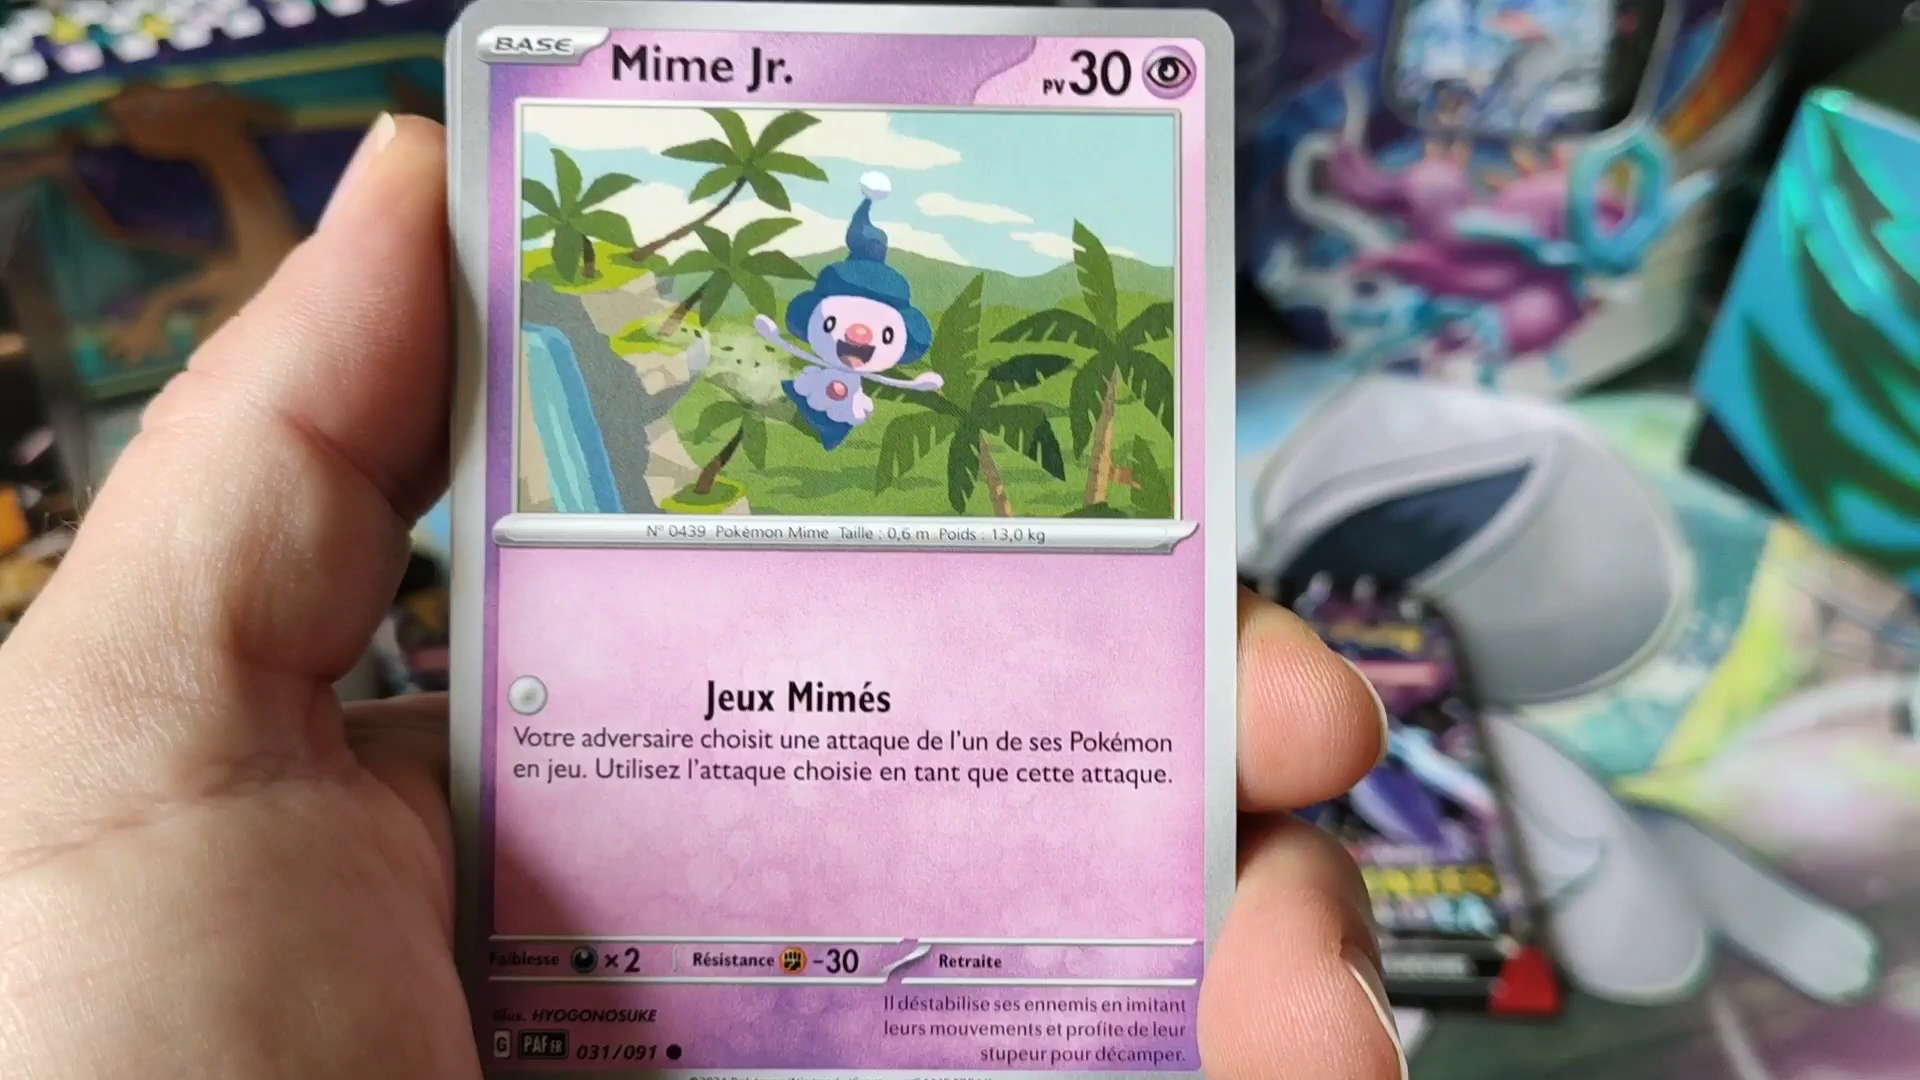 BASE
Mime Jr.
PV 30
N° 0439 Pokémon Mime Taille : 0,6 m Poids : 13,0 kg
Jeux Mimés
Votre adversaire choisit une attaque de l'un de ses Pokémon
en jeu. Utilisez l'attaque choisie en tant que cette attaque.
Faiblesse ×2 Résistance -30 Retraite
Illus. HYOGONOSUKE
Il déstabilise ses ennemis en imitant
leurs mouvements et profite de leur
stupeur pour décamper.
G PAF FR 031/091